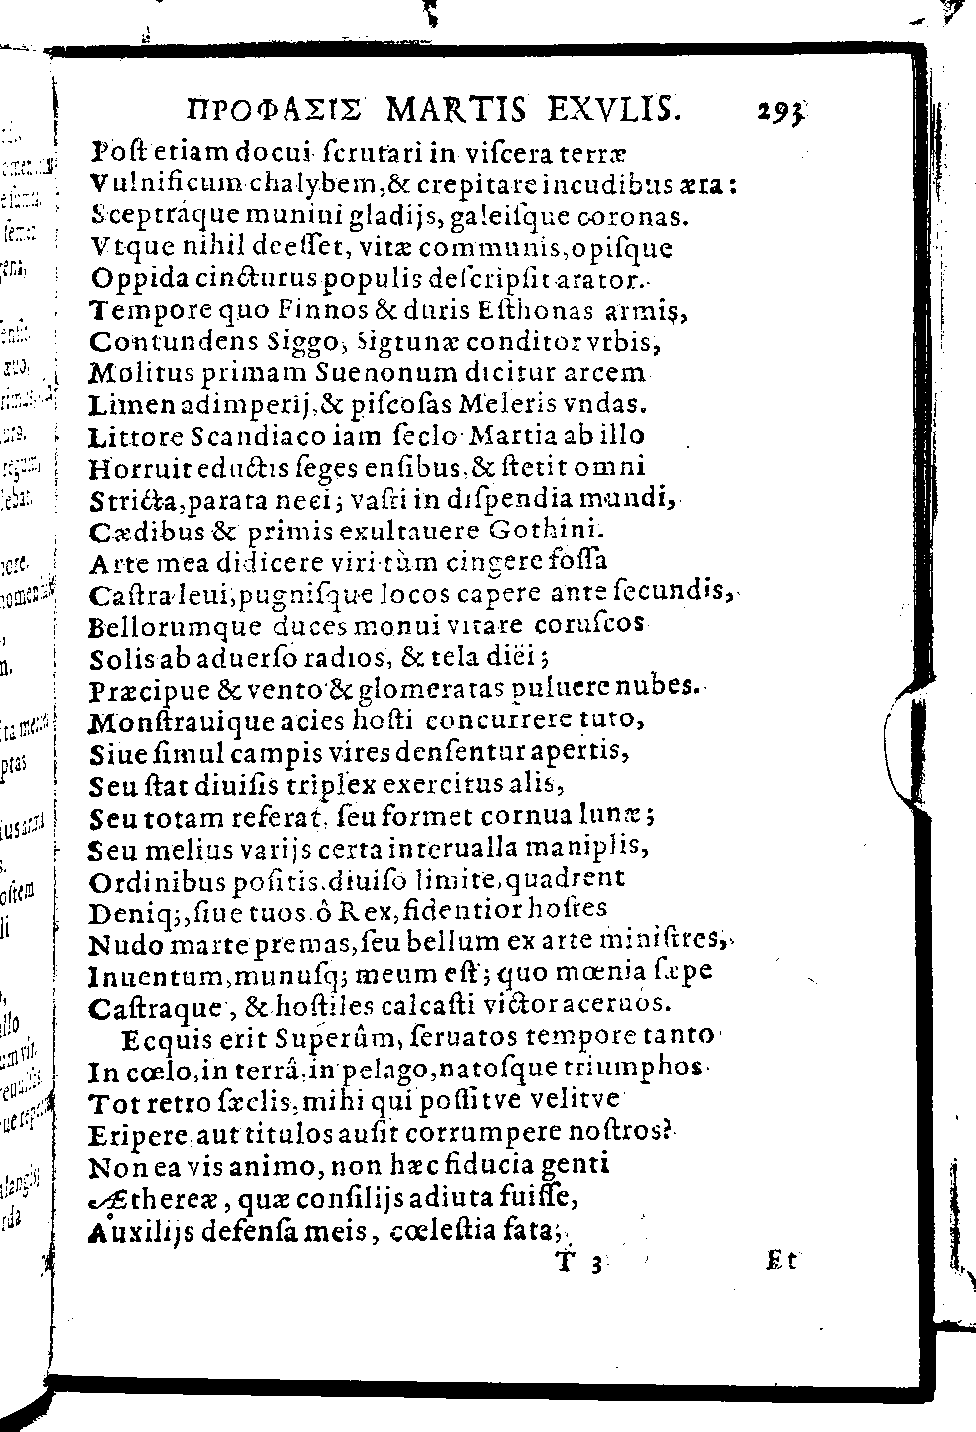 ΠΡΟΦΑΣΙΣ MARTIS EXVLIS. 293
Poſt etiam docui ſcrutari in viſcera terræ
Vulnificum chalybem, & crepitare incudibus æra:
Sceptráque muniui gladijs, galeiſque coronas.
Vtque nihil deeſſet, vitæ communis, opiſque
Oppida cincturus populis deſcripſit arator.
Tempore quo Finnos & duris Eſthonas armis,
Contundens Siggo, Sigtunæ conditor vrbis,
Molitus primam Suenonum dicitur arcem
Limen ad imperij, & piſcoſas Meleris vndas.
Littore Scandiaco iam ſeclo Martia ab illo
Horruit eductis ſeges enſibus, & ſtetit omni
Stricta, parata neci; vaſti in diſpendia mundi,
Cædibus & primis exultauere Gothini.
Arte mea didicere viri tùm cingere foſſa
Caſtra leui, pugniſque locos capere ante ſecundis,
Bellorumque duces monui vitare coruſcos
Solis ab aduerſo radios, & tela diëi;
Præcipue & vento & glomeratas puluere nubes.
Monſtrauique acies hoſti concurrere tuto,
Siue ſimul campis vires denſentur apertis,
Seu ſtat diuiſis triplex exercitus alis,
Seu totam referat, ſeu formet cornua lunæ;
Seu melius varijs certa interualla maniplis,
Ordinibus poſitis, diuiſo limite, quadrent
Deniq;, ſiue tuos ô Rex, fidentior hoſtes
Nudo marte premas, ſeu bellum ex arte miniſtres,
Inuentum, munuſq; meum eſt; quo mœnia ſæpe
Caſtraque, & hoſtiles calcaſti victor aceruos.
Ecquis erit Superûm, ſeruatos tempore tanto
In cœlo, in terrâ, in pelago, natoſque triumphos
Tot retro ſæclis, mihi qui poſſit ve velit ve
Eripere aut titulos auſit corrumpere noſtros?
Non ea vis animo, non hæc fiducia genti
Æthereæ, quæ conſilijs adiuta fuiſſe,
Auxilijs defenſa meis, cœleſtia fata;
T 3 Et